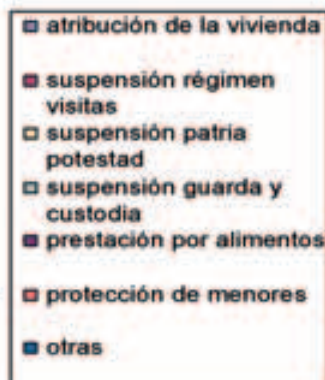 atribución de la vivienda
suspensión régimen
visitas
suspensión patria
potestad
suspensión guarda y
custodia
prestación por alimentos
protección de menores
otras